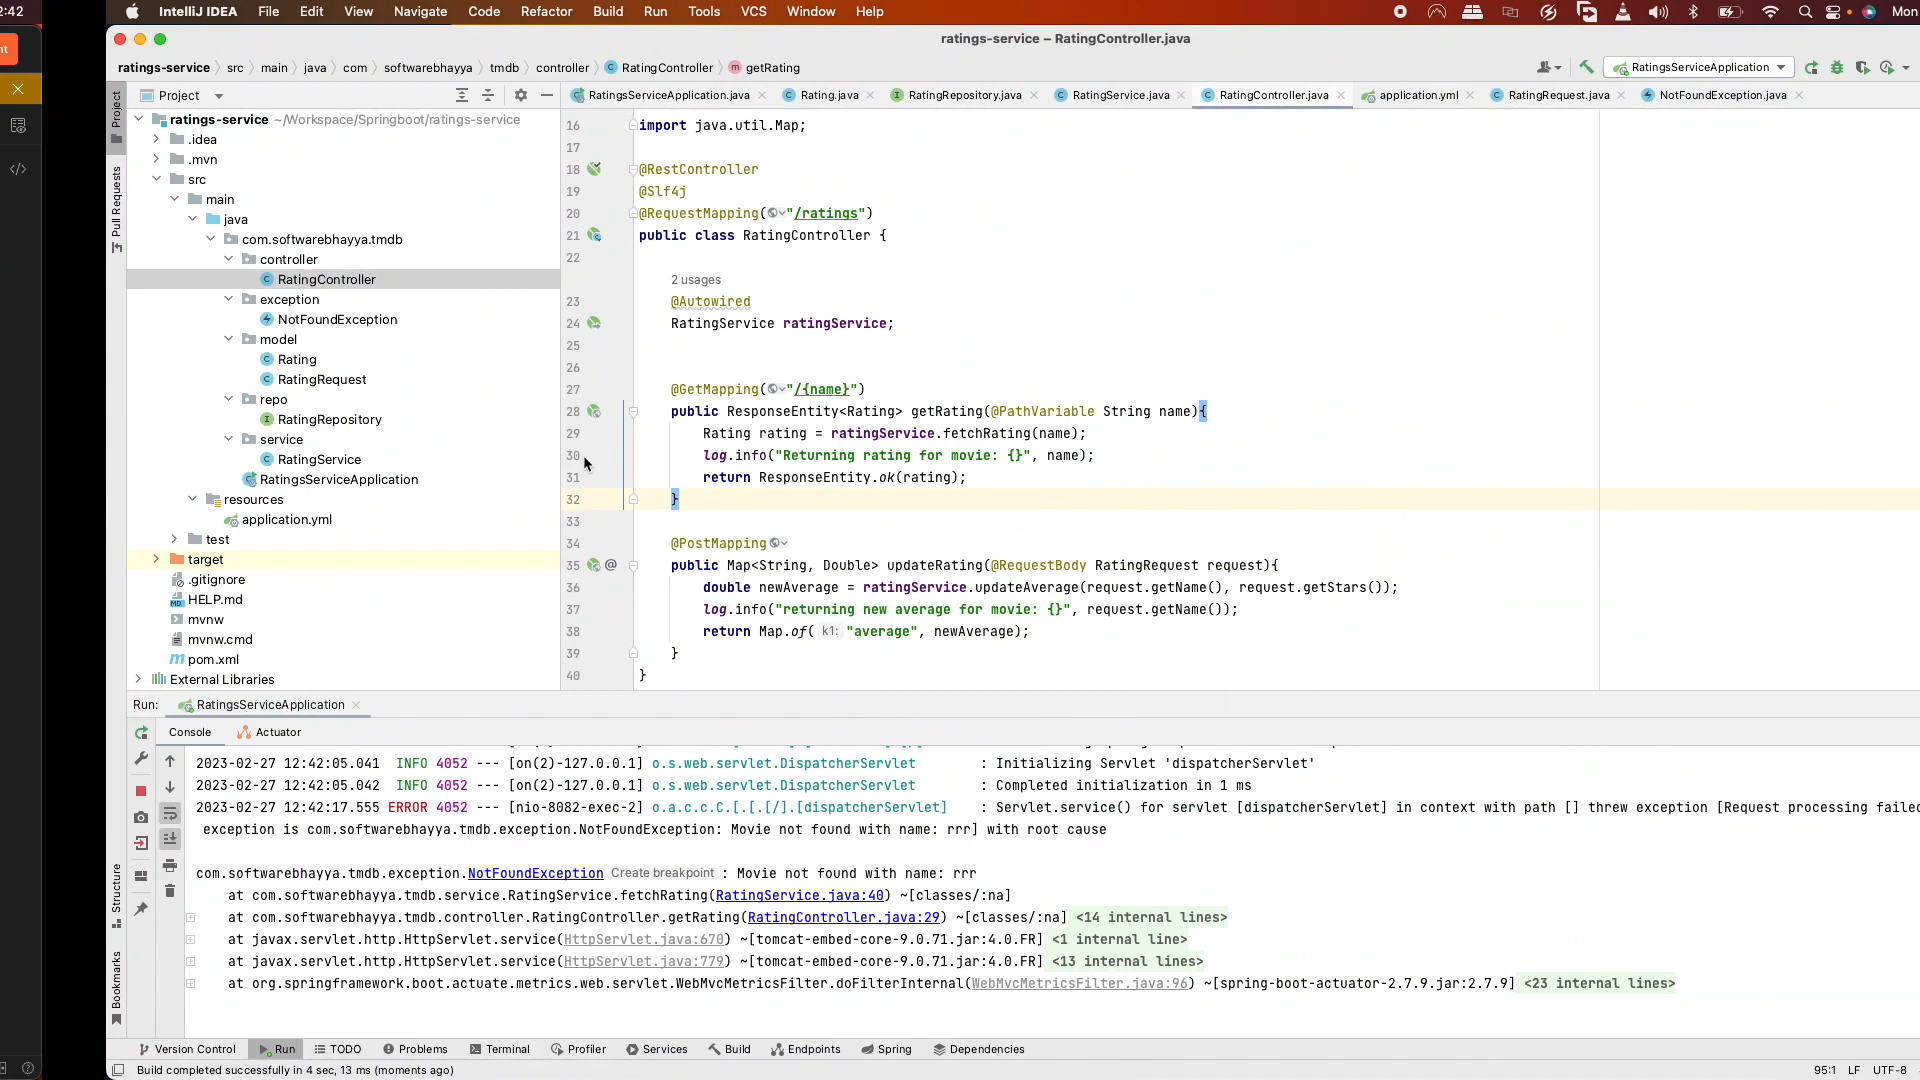 2:42
IntelliJ IDEA File Edit View Navigate Code Refactor Build Run Tools VCS Window Help Mon
nt
ratings-service – RatingController.java
ratings-service src main java com softwarebhayya tmdb controller RatingController getRating
RatingsServiceApplication
Project
RatingsServiceApplication.java Rating.java RatingRepository.java RatingService.java RatingController.java application.yml RatingRequest.java NotFoundException.java
Project
Pull Requests
Structure
Bookmarks
ratings-service ~/Workspace/Springboot/ratings-service
.idea
.mvn
src
main
java
com.softwarebhayya.tmdb
controller
RatingController
exception
NotFoundException
model
Rating
RatingRequest
repo
RatingRepository
service
RatingService
RatingsServiceApplication
resources
application.yml
test
target
.gitignore
HELP.md
mvnw
mvnw.cmd
pom.xml
External Libraries
16 import java.util.Map;
17
18 @RestController
19 @Slf4j
20 @RequestMapping("/ratings")
21 public class RatingController {
22
2 usages
23 @Autowired
24 RatingService ratingService;
25
26
27 @GetMapping("/{name}")
28 public ResponseEntity<Rating> getRating(@PathVariable String name){
29 Rating rating = ratingService.fetchRating(name);
30 log.info("Returning rating for movie: {}", name);
31 return ResponseEntity.ok(rating);
32 }
33
34 @PostMapping
35 @ public Map<String, Double> updateRating(@RequestBody RatingRequest request){
36 double newAverage = ratingService.updateAverage(request.getName(), request.getStars());
37 log.info("returning new average for movie: {}", request.getName());
38 return Map.of( k1: "average", newAverage);
39 }
40 }
Run: RatingsServiceApplication
Console Actuator
2023-02-27 12:42:05.041 INFO 4052 --- [on(2)-127.0.0.1] o.s.web.servlet.DispatcherServlet : Initializing Servlet 'dispatcherServlet'
2023-02-27 12:42:05.042 INFO 4052 --- [on(2)-127.0.0.1] o.s.web.servlet.DispatcherServlet : Completed initialization in 1 ms
2023-02-27 12:42:17.555 ERROR 4052 --- [nio-8082-exec-2] o.a.c.c.C.[.[.[/].[dispatcherServlet] : Servlet.service() for servlet [dispatcherServlet] in context with path [] threw exception [Request processing failed
exception is com.softwarebhayya.tmdb.exception.NotFoundException: Movie not found with name: rrr] with root cause
com.softwarebhayya.tmdb.exception.NotFoundException Create breakpoint : Movie not found with name: rrr
at com.softwarebhayya.tmdb.service.RatingService.fetchRating(RatingService.java:40) ~[classes/:na]
at com.softwarebhayya.tmdb.controller.RatingController.getRating(RatingController.java:29) ~[classes/:na] <14 internal lines>
at javax.servlet.http.HttpServlet.service(HttpServlet.java:670) ~[tomcat-embed-core-9.0.71.jar:4.0.FR] <1 internal line>
at javax.servlet.http.HttpServlet.service(HttpServlet.java:779) ~[tomcat-embed-core-9.0.71.jar:4.0.FR] <13 internal lines>
at org.springframework.boot.actuate.metrics.web.servlet.WebMvcMetricsFilter.doFilterInternal(WebMvcMetricsFilter.java:96) ~[spring-boot-actuator-2.7.9.jar:2.7.9] <23 internal lines>
Version Control Run TODO Problems Terminal Profiler Services Build Endpoints Spring Dependencies
Build completed successfully in 4 sec, 13 ms (moments ago) 95:1 LF UTF-8